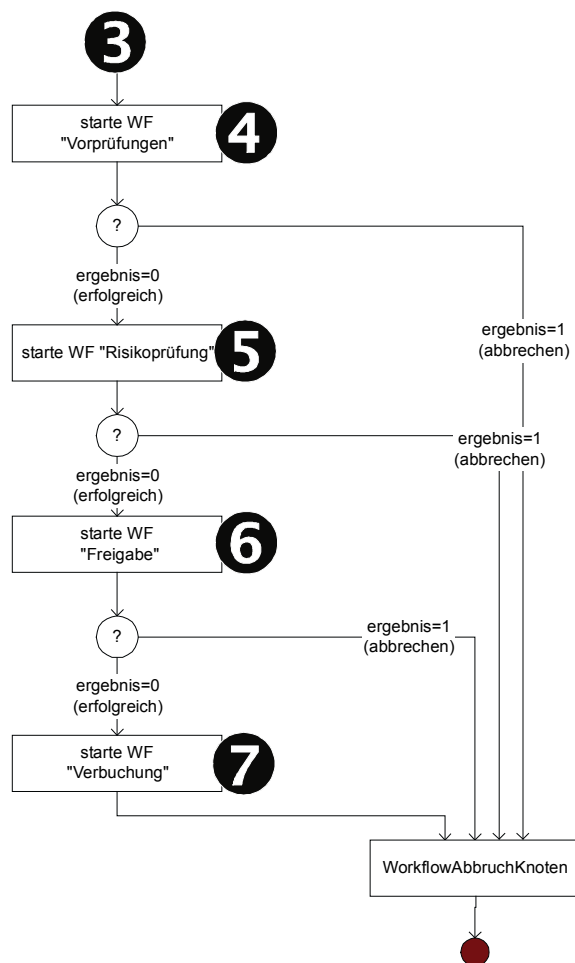 3
starte WF
"Vorprüfungen"
4
?
ergebnis=0
(erfolgreich)
ergebnis=1
(abbrechen)
starte WF "Risikoprüfung"
5
?
ergebnis=1
(abbrechen)
ergebnis=0
(erfolgreich)
starte WF
"Freigabe"
6
?
ergebnis=1
(abbrechen)
ergebnis=0
(erfolgreich)
starte WF
"Verbuchung"
7
WorkflowAbbruchKnoten